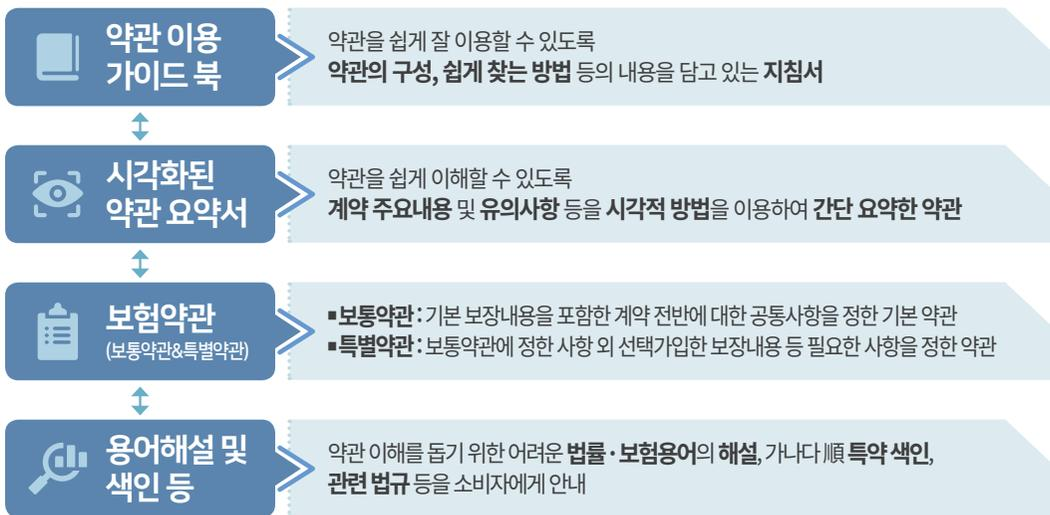 약관 이용
가이드 북
약관을 쉽게 잘 이용할 수 있도록
약관의 구성, 쉽게 찾는 방법 등의 내용을 담고 있는 지침서
시각화된
약관 요약서
약관을 쉽게 이해할 수 있도록
계약 주요내용 및 유의사항 등을 시각적 방법을 이용하여 간단 요약한 약관
보험약관
(보통약관&특별약관)
▪보통약관 : 기본 보장내용을 포함한 계약 전반에 대한 공통사항을 정한 기본 약관
▪특별약관 : 보통약관에 정한 사항 외 선택가입한 보장내용 등 필요한 사항을 정한 약관
용어해설 및
색인 등
약관 이해를 돕기 위한 어려운 법률·보험용어의 해설, 가나다 順 특약 색인,
관련 법규 등을 소비자에게 안내